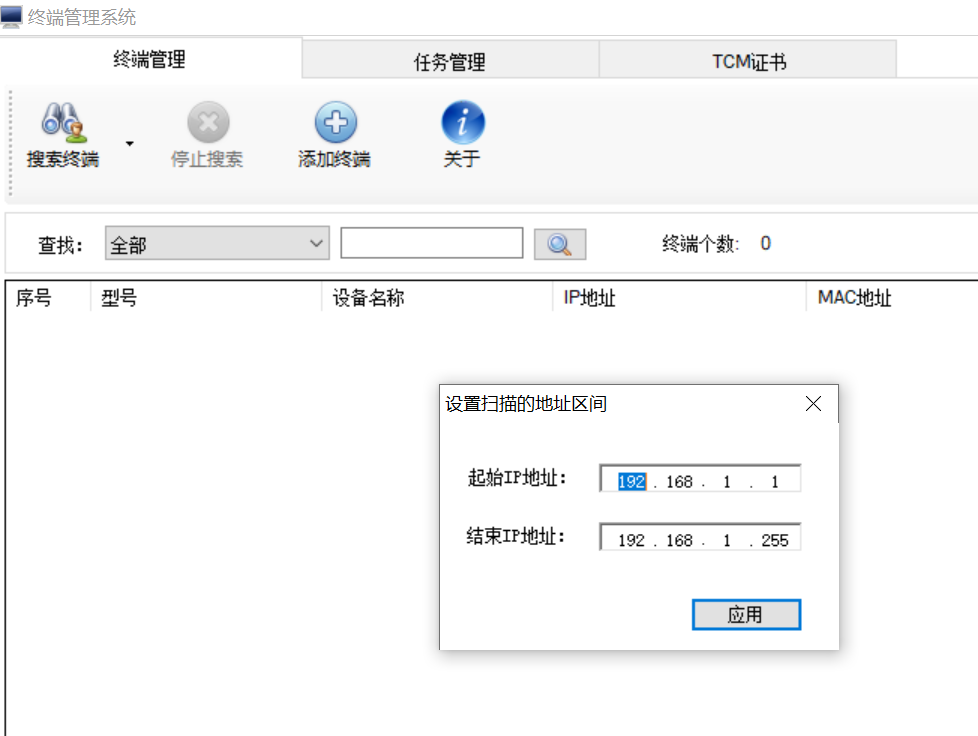 终端管理系统
终端管理 任务管理 TCM证书
搜索终端 停止搜索 添加终端 关于
查找: 全部 终端个数: 0
序号 型号 设备名称 IP地址 MAC地址
设置扫描的地址区间
起始IP地址: 192 . 168 . 1 . 1
结束IP地址: 192 . 168 . 1 . 255
应用